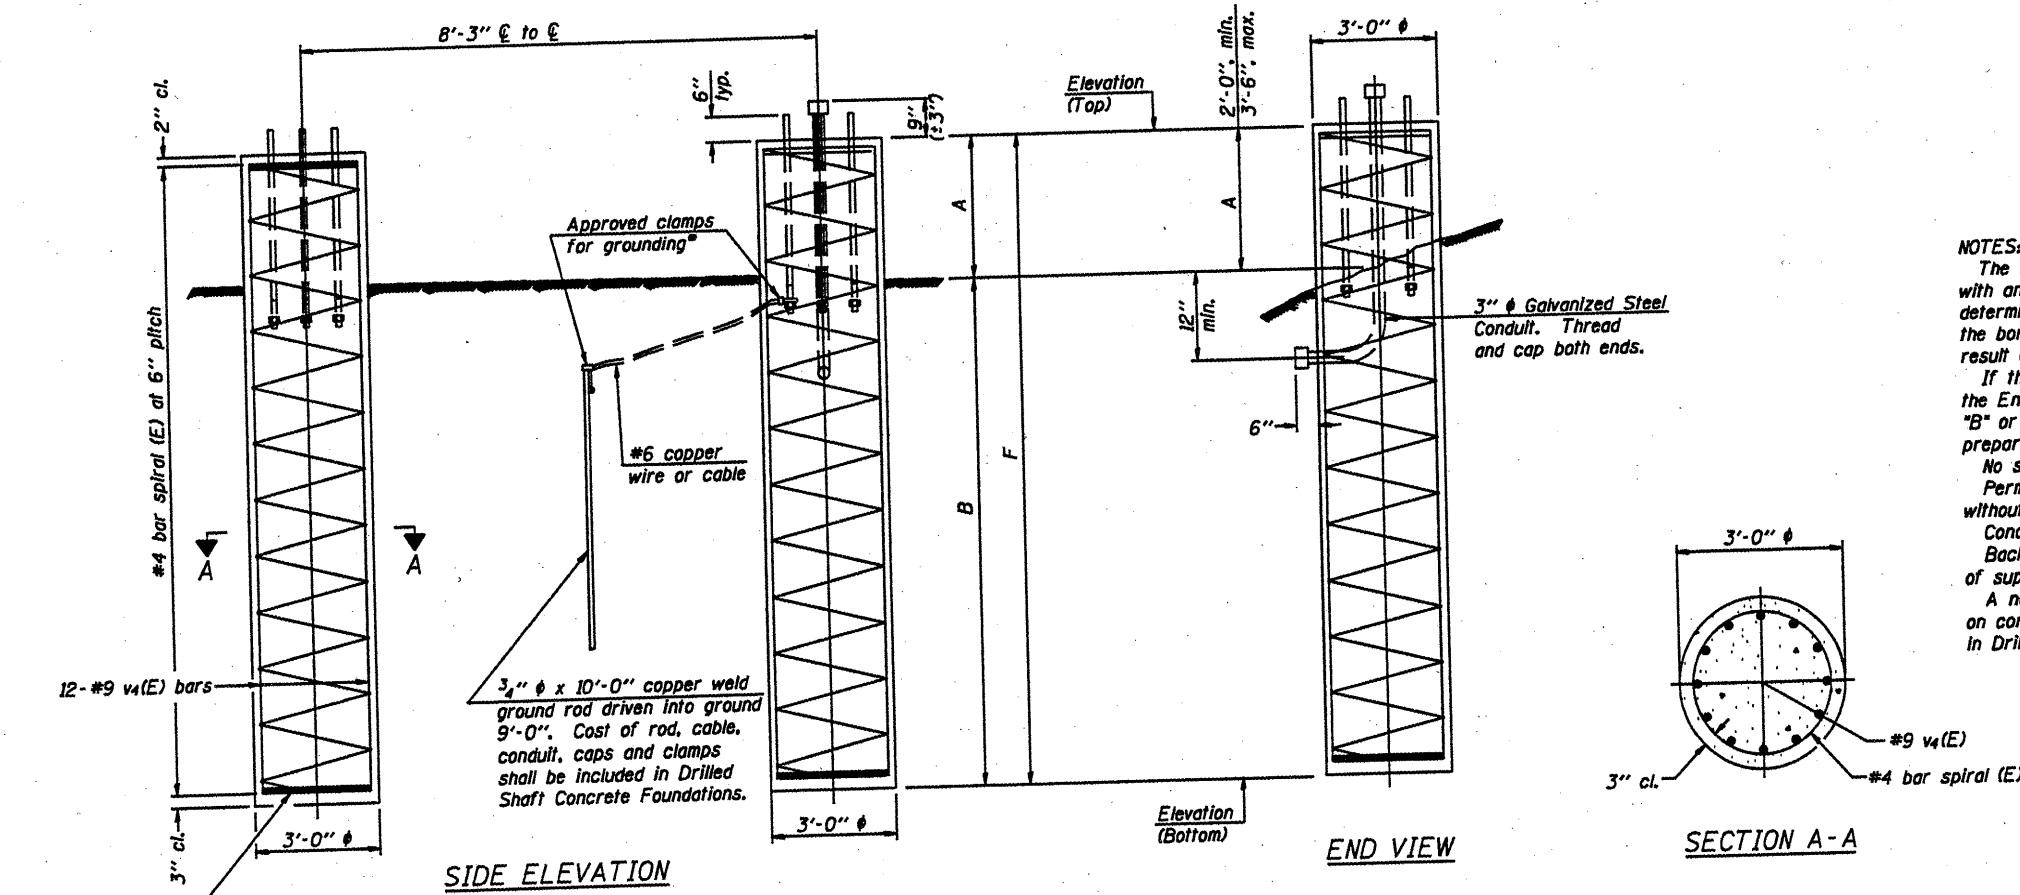 8'-3" ℄ to ℄
2" cl.
6"
typ.
9"
(±3")
Elevation
(Top)
2'-0", min.
3'-6", max.
3'-0" ϕ
Approved clamps
for grounding
A
A
12"
min.
3" ϕ Galvanized Steel
Conduit. Thread
and cap both ends.
6"
#4 bar spiral (E) at 6" pitch
#6 copper
wire or cable
F
B
A
A
12-#9 v4(E) bars
3/4" ϕ x 10'-0" copper weld
ground rod driven into ground
9'-0". Cost of rod, cable,
conduit, caps and clamps
shall be included in Drilled
Shaft Concrete Foundations.
3" cl.
3'-0" ϕ
3'-0" ϕ
Elevation
(Bottom)
SIDE ELEVATION
END VIEW
3'-0" ϕ
#9 v4(E)
#4 bar spiral (E)
3" cl.
SECTION A-A
NOTES:
The
with an
determi
the bor
result
If th
the En
"B" or
prepar
No s
Perm
without
Cond
Back
of sup
A n
on con
in Dril